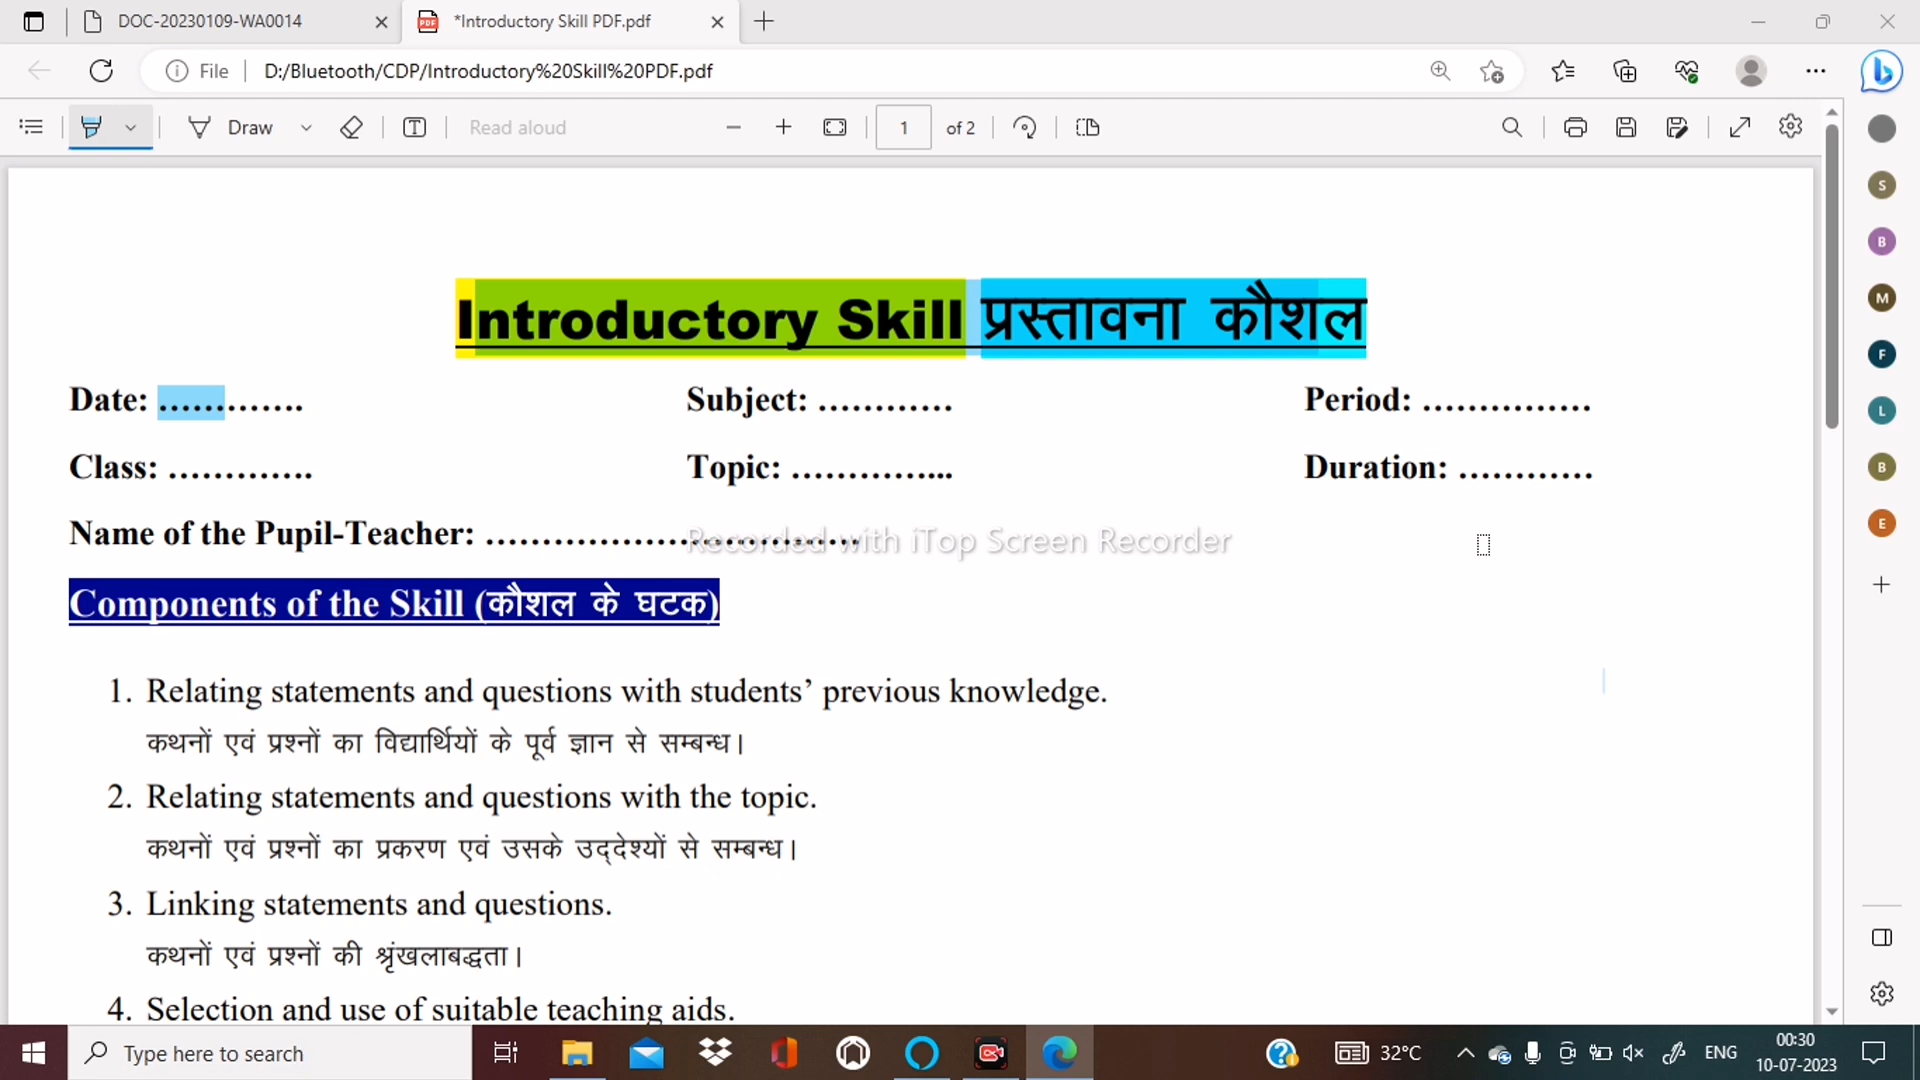 DOC-20230109-WA0014
*Introductory Skill PDF.pdf
File
D:/Bluetooth/CDP/Introductory%20Skill%20PDF.pdf
Draw
Read aloud
1 of 2
Introductory Skill प्रस्तावना कौशल
Date: ............. Subject: ............ Period: ...............
Class: ............. Topic: ............... Duration: ............
Name of the Pupil-Teacher: ..................................
Recorded with iTop Screen Recorder
Components of the Skill (कौशल के घटक)
1. Relating statements and questions with students’ previous knowledge.
कथनों एवं प्रश्नों का विद्यार्थियों के पूर्व ज्ञान से सम्बन्ध।
2. Relating statements and questions with the topic.
कथनों एवं प्रश्नों का प्रकरण एवं उसके उद्देश्यों से सम्बन्ध।
3. Linking statements and questions.
कथनों एवं प्रश्नों की श्रृंखलाबद्धता।
4. Selection and use of suitable teaching aids.
S
B
M
F
L
B
E
Type here to search
32°C
ENG
00:30
10-07-2023